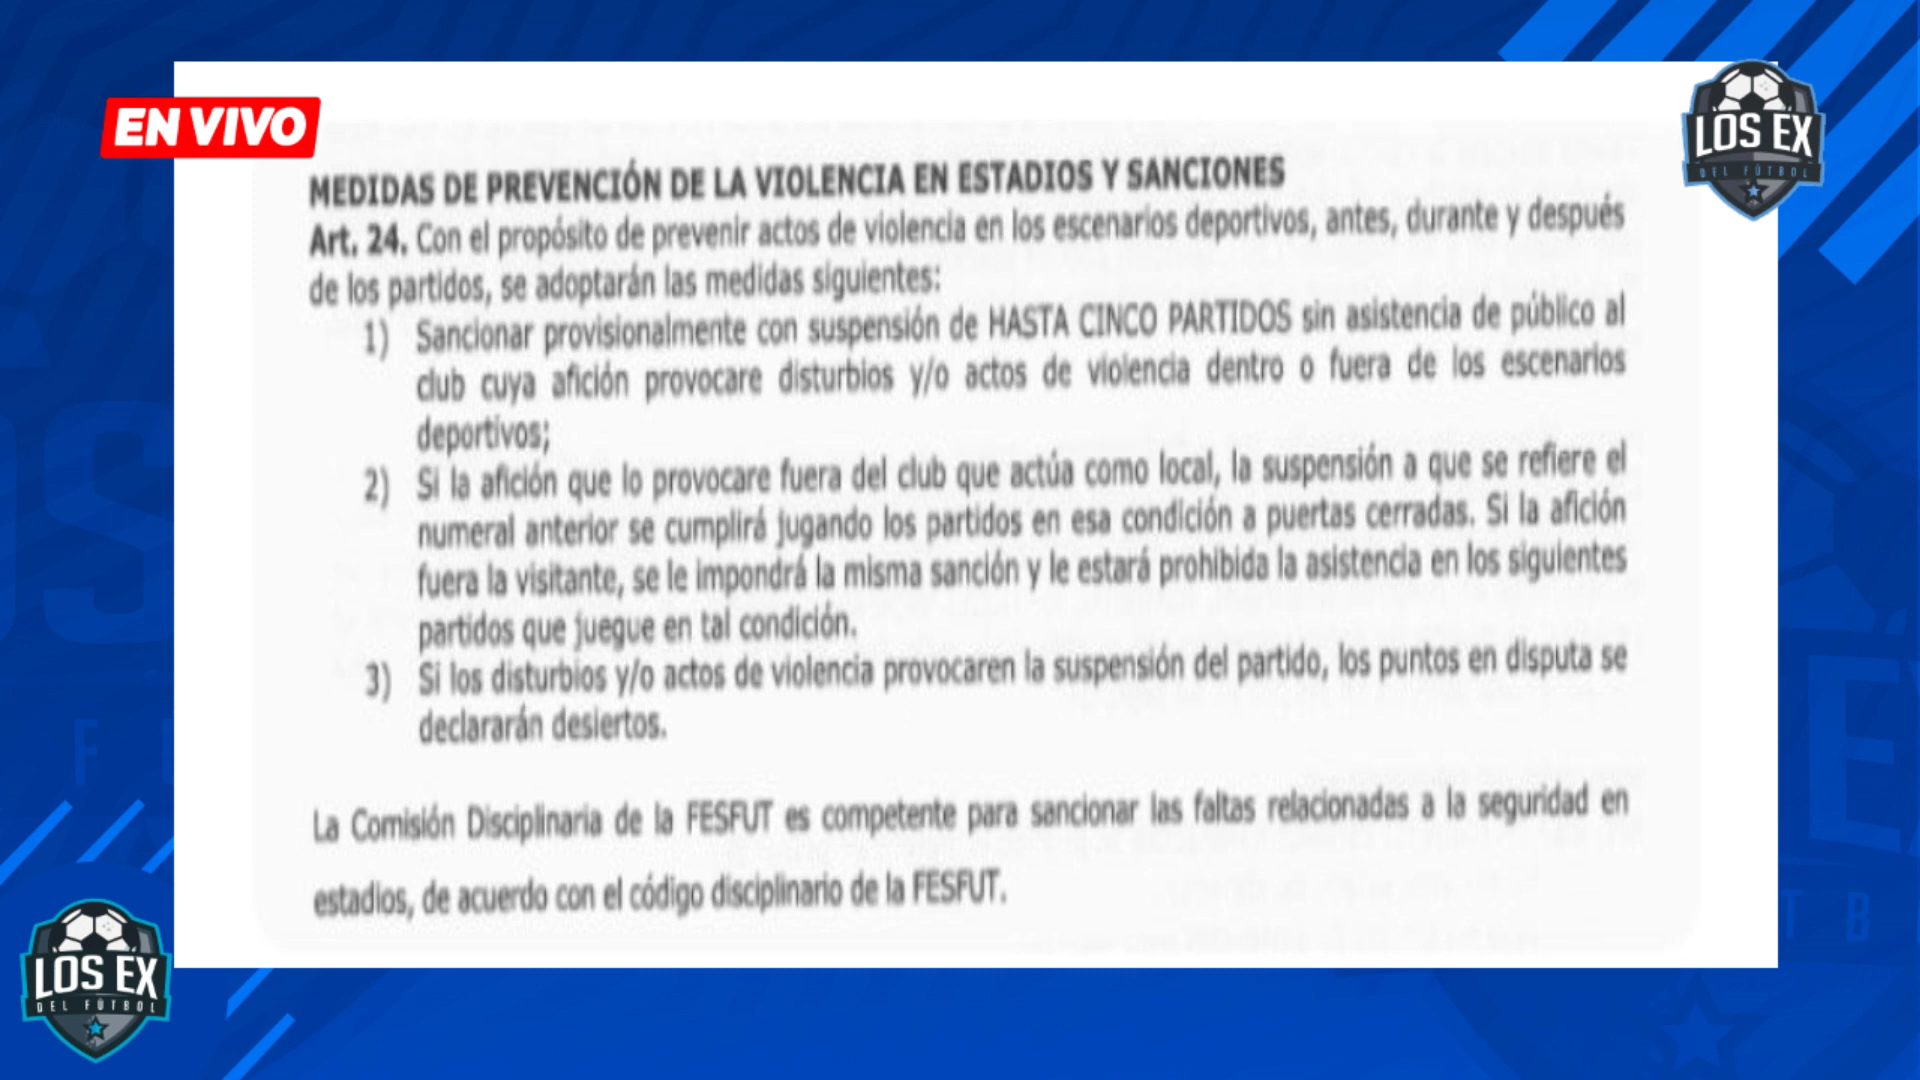 EN VIVO
LOS EX
DEL FÚTBOL
MEDIDAS DE PREVENCIÓN DE LA VIOLENCIA EN ESTADIOS Y SANCIONES
Art. 24. Con el propósito de prevenir actos de violencia en los escenarios deportivos, antes, durante y después
de los partidos, se adoptarán las medidas siguientes:
1) Sancionar provisionalmente con suspensión de HASTA CINCO PARTIDOS sin asistencia de público al
club cuya afición provocare disturbios y/o actos de violencia dentro o fuera de los escenarios
deportivos;
2) Si la afición que lo provocare fuera del club que actúa como local, la suspensión a que se refiere el
numeral anterior se cumplirá jugando los partidos en esa condición a puertas cerradas. Si la afición
fuera la visitante, se le impondrá la misma sanción y le estará prohibida la asistencia en los siguientes
partidos que juegue en tal condición.
3) Si los disturbios y/o actos de violencia provocaren la suspensión del partido, los puntos en disputa se
declararán desiertos.
La Comisión Disciplinaria de la FESFUT es competente para sancionar las faltas relacionadas a la seguridad en
estadios, de acuerdo con el código disciplinario de la FESFUT.
LOS EX
DEL FÚTBOL